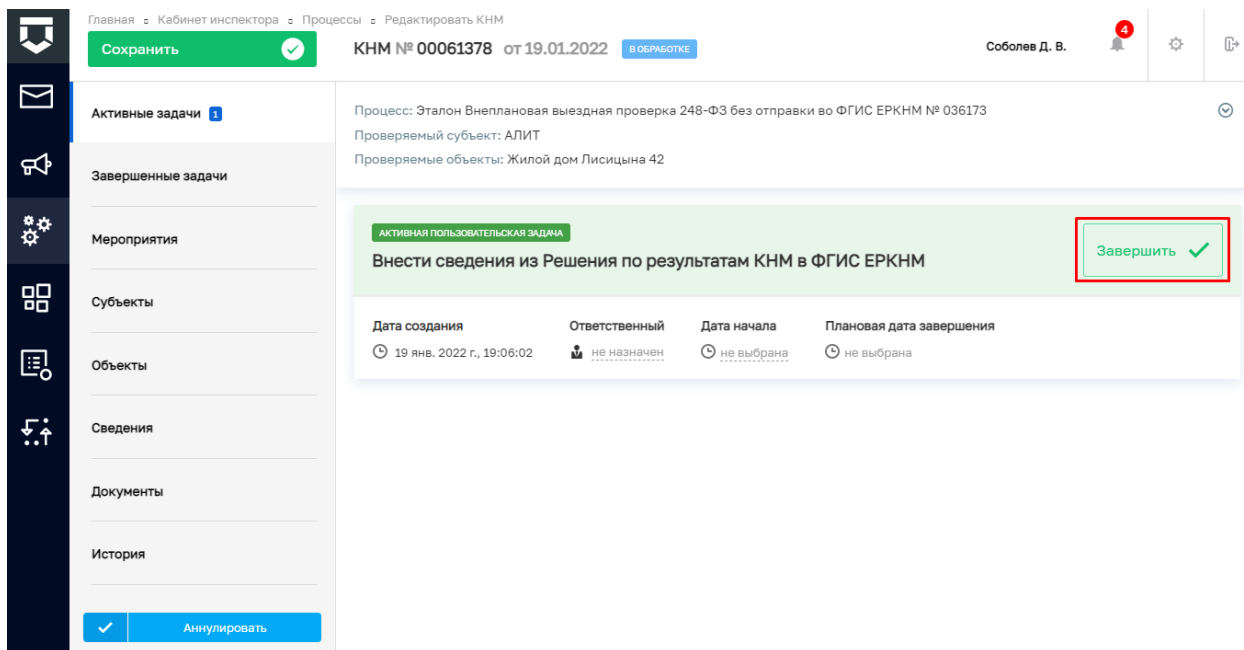 Главная ▫ Кабинет инспектора ▫ Процессы ▫ Редактировать КНМ
Сохранить
КНМ № 00061378 от 19.01.2022 В ОБРАБОТКЕ
Соболев Д. В.
4
Активные задачи 1
Завершенные задачи
Мероприятия
Субъекты
Объекты
Сведения
Документы
История
Аннулировать
Процесс: Эталон Внеплановая выездная проверка 248-ФЗ без отправки во ФГИС ЕРКНМ № 036173
Проверяемый субъект: АЛИТ
Проверяемые объекты: Жилой дом Лисицына 42
АКТИВНАЯ ПОЛЬЗОВАТЕЛЬСКАЯ ЗАДАЧА
Внести сведения из Решения по результатам КНМ в ФГИС ЕРКНМ
Завершить
Дата создания Ответственный Дата начала Плановая дата завершения
19 янв. 2022 г., 19:06:02 не назначен не выбрана не выбрана